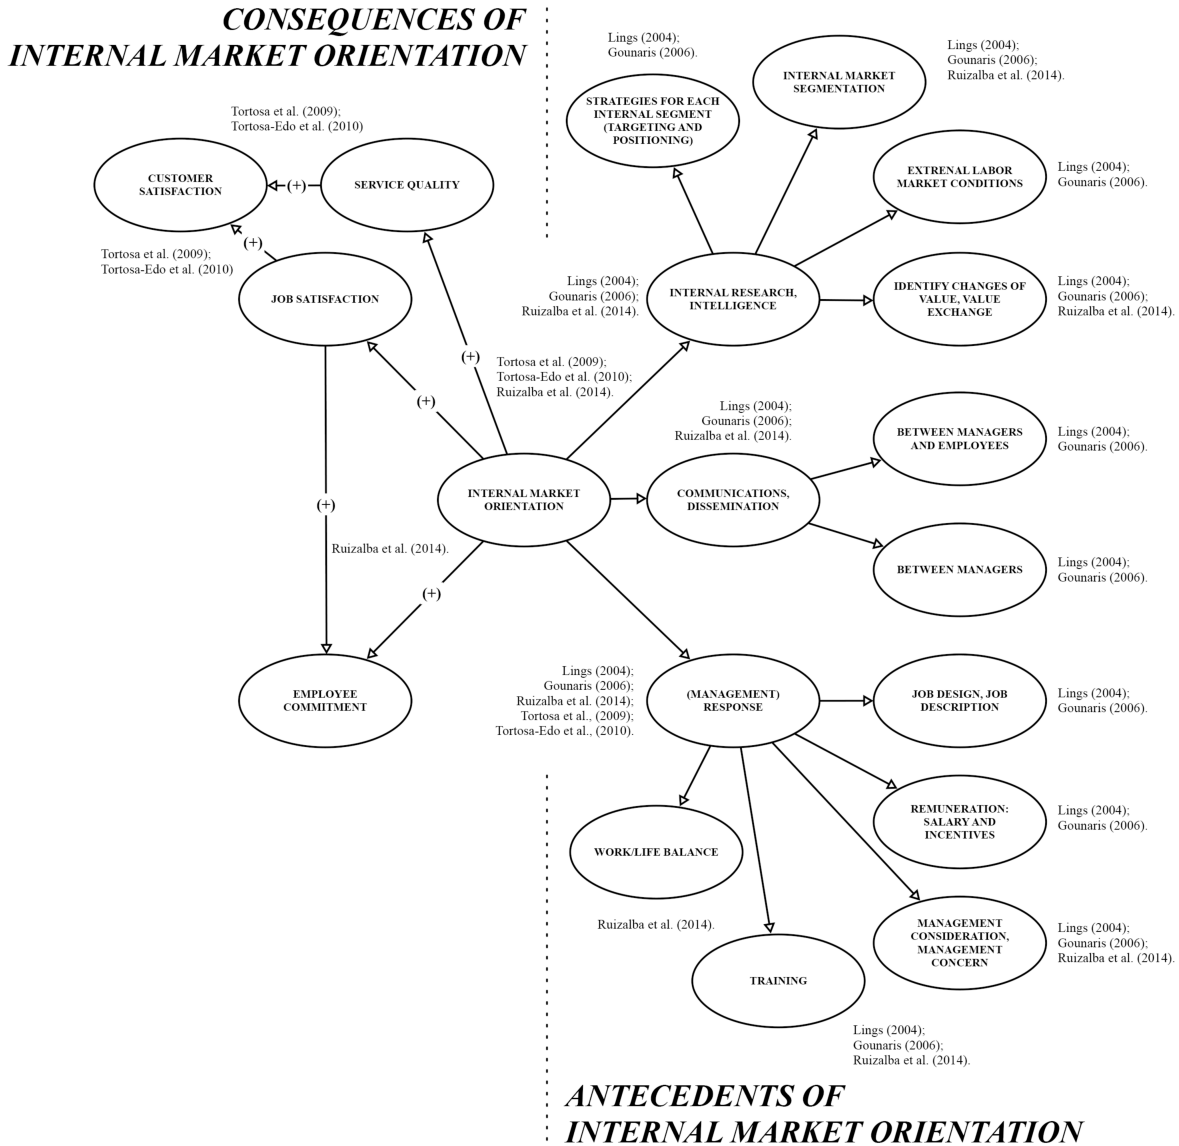 CONSEQUENCES OF
INTERNAL MARKET ORIENTATION
Tortosa et al. (2009);
Tortosa-Edo et al. (2010)
CUSTOMER
SATISFACTION
(+)
SERVICE QUALITY
Tortosa et al. (2009);
Tortosa-Edo et al. (2010)
(+)
JOB SATISFACTION
(+)
Tortosa et al. (2009);
Tortosa-Edo et al. (2010);
Ruizalba et al. (2014).
(+)
(+)
Ruizalba et al. (2014).
INTERNAL MARKET
ORIENTATION
(+)
EMPLOYEE
COMMITMENT
Lings (2004);
Gounaris (2006).
STRATEGIES FOR EACH
INTERNAL SEGMENT
(TARGETING AND
POSITIONING)
INTERNAL MARKET
SEGMENTATION
Lings (2004);
Gounaris (2006);
Ruizalba et al. (2014).
EXTRENAL LABOR
MARKET CONDITIONS
Lings (2004);
Gounaris (2006).
Lings (2004);
Gounaris (2006);
Ruizalba et al. (2014).
INTERNAL RESEARCH,
INTELLIGENCE
IDENTIFY CHANGES OF
VALUE, VALUE
EXCHANGE
Lings (2004);
Gounaris (2006);
Ruizalba et al. (2014).
Lings (2004);
Gounaris (2006);
Ruizalba et al. (2014).
COMMUNICATIONS,
DISSEMINATION
BETWEEN MANAGERS
AND EMPLOYEES
Lings (2004);
Gounaris (2006).
BETWEEN MANAGERS
Lings (2004);
Gounaris (2006).
Lings (2004);
Gounaris (2006);
Ruizalba et al. (2014);
Tortosa et al., (2009);
Tortosa-Edo et al., (2010).
(MANAGEMENT)
RESPONSE
JOB DESIGN, JOB
DESCRIPTION
Lings (2004);
Gounaris (2006).
REMUNERATION:
SALARY AND
INCENTIVES
Lings (2004);
Gounaris (2006).
WORK/LIFE BALANCE
Ruizalba et al. (2014).
MANAGEMENT
CONSIDERATION,
MANAGEMENT
CONCERN
Lings (2004);
Gounaris (2006);
Ruizalba et al. (2014).
TRAINING
Lings (2004);
Gounaris (2006);
Ruizalba et al. (2014).
ANTECEDENTS OF
INTERNAL MARKET ORIENTATION